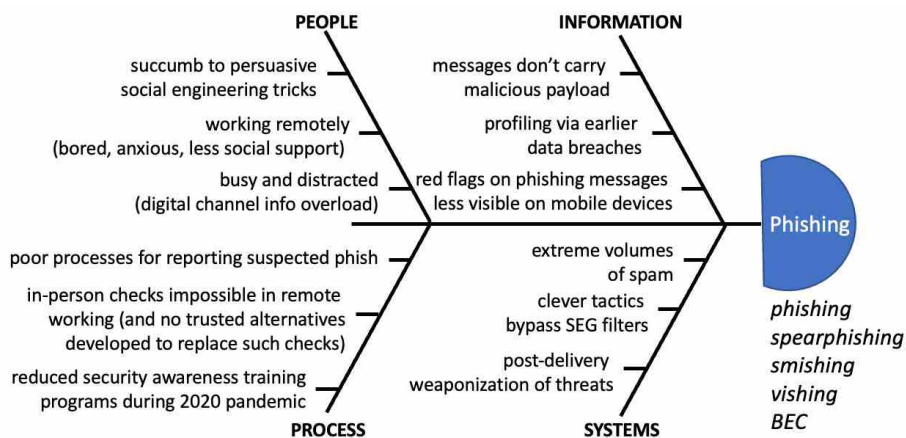 PEOPLE
succumb to persuasive
social engineering tricks
working remotely
(bored, anxious, less social support)
busy and distracted
(digital channel info overload)
INFORMATION
messages don’t carry
malicious payload
profiling via earlier
data breaches
red flags on phishing messages
less visible on mobile devices
Phishing
poor processes for reporting suspected phish
in-person checks impossible in remote
working (and no trusted alternatives
developed to replace such checks)
reduced security awareness training
programs during 2020 pandemic
PROCESS
extreme volumes
of spam
clever tactics
bypass SEG filters
post-delivery
weaponization of threats
SYSTEMS
phishing
spearphishing
smishing
vishing
BEC